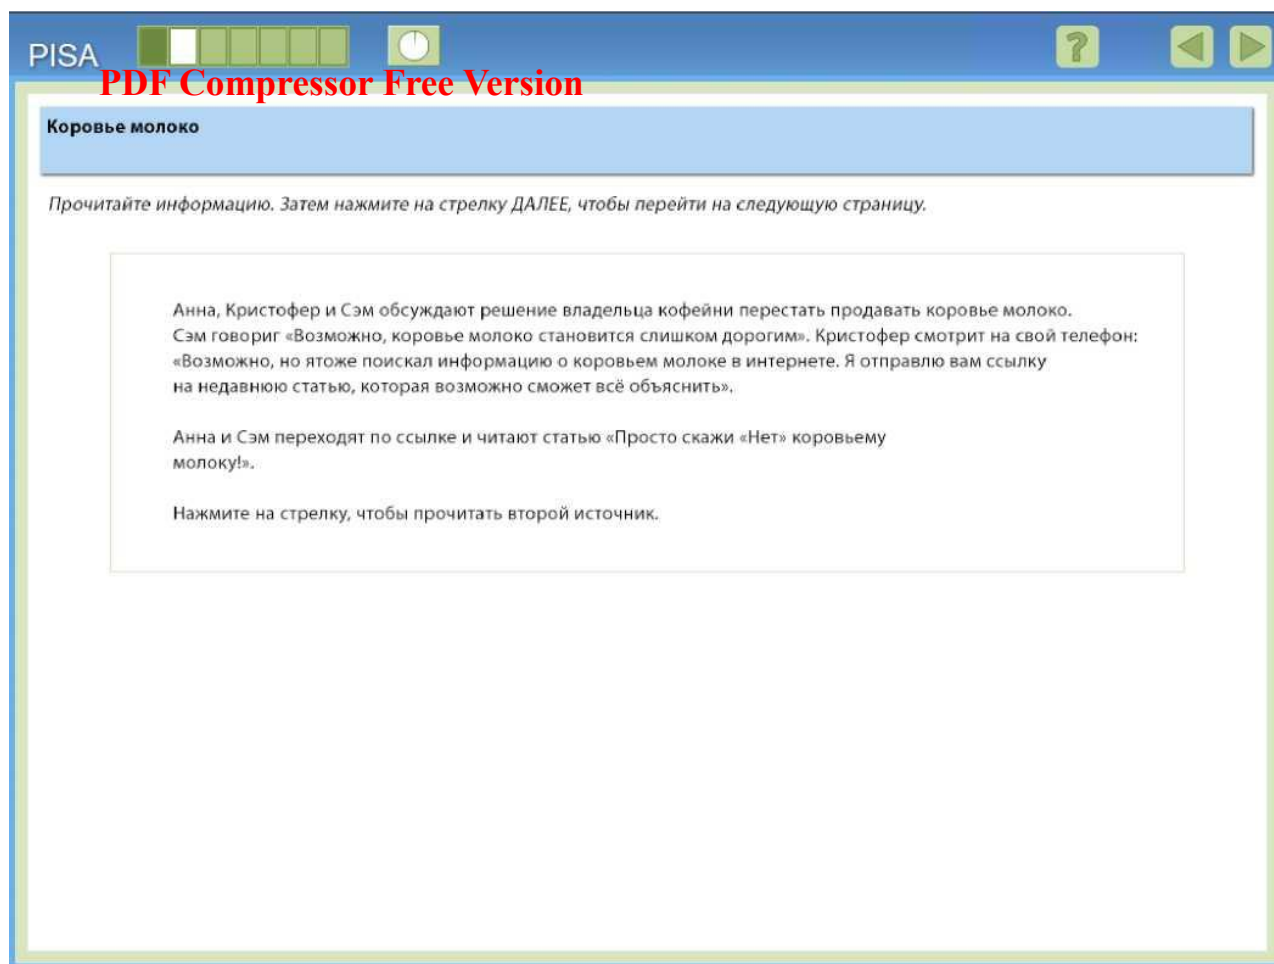 PISA
?
PDF Compressor Free Version
Коровье молоко
Прочитайте информацию. Затем нажмите на стрелку ДАЛЕЕ, чтобы перейти на следующую страницу.
Анна, Кристофер и Сэм обсуждают решение владельца кофейни перестать продавать коровье молоко.
Сэм говориг «Возможно, коровье молоко становится слишком дорогим». Кристофер смотрит на свой телефон:
«Возможно, но ятоже поискал информацию о коровьем молоке в интернете. Я отправлю вам ссылку
на недавнюю статью, которая возможно сможет всё объяснить».
Анна и Сэм переходят по ссылке и читают статью «Просто скажи «Нет» коровьему
молоку!».
Нажмите на стрелку, чтобы прочитать второй источник.